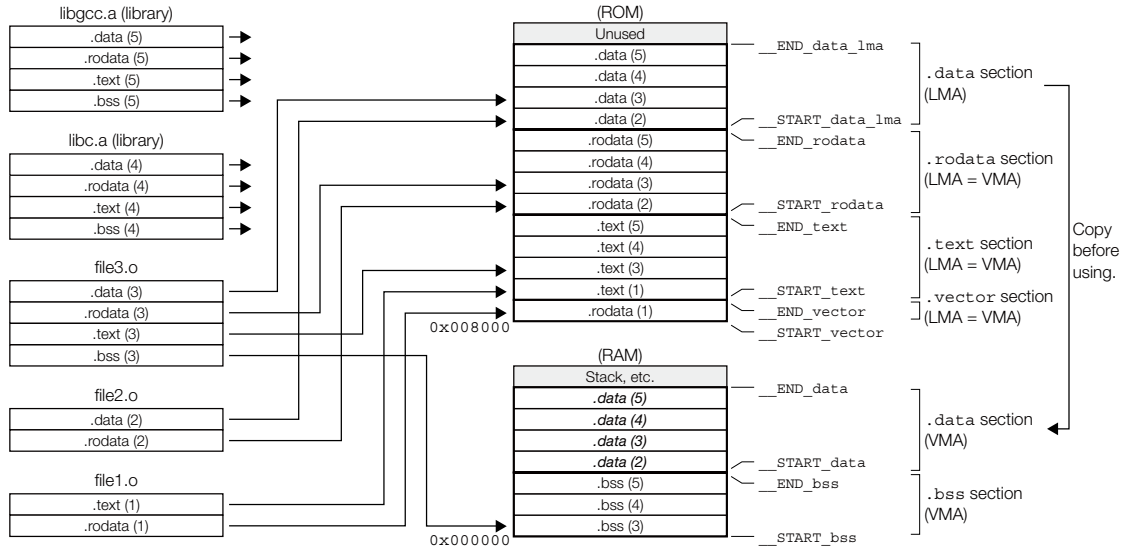 libgcc.a (library)
.data (5)
.rodata (5)
.text (5)
.bss (5)
libc.a (library)
.data (4)
.rodata (4)
.text (4)
.bss (4)
file3.o
.data (3)
.rodata (3)
.text (3)
.bss (3)
file2.o
.data (2)
.rodata (2)
file1.o
.text (1)
.rodata (1)
(ROM)
Unused
.data (5)
.data (4)
.data (3)
.data (2)
.rodata (5)
.rodata (4)
.rodata (3)
.rodata (2)
.text (5)
.text (4)
.text (3)
.text (1)
.rodata (1)
0x008000
__END_data_lma
__START_data_lma
__END_rodata
__START_rodata
__END_text
__START_text
__END_vector
__START_vector
.data section
(LMA)
.rodata section
(LMA = VMA)
.text section
(LMA = VMA)
.vector section
(LMA = VMA)
Copy
before
using.
(RAM)
Stack, etc.
.data (5)
.data (4)
.data (3)
.data (2)
.bss (5)
.bss (4)
.bss (3)
0x000000
__END_data
__START_data
__END_bss
__START_bss
.data section
(VMA)
.bss section
(VMA)